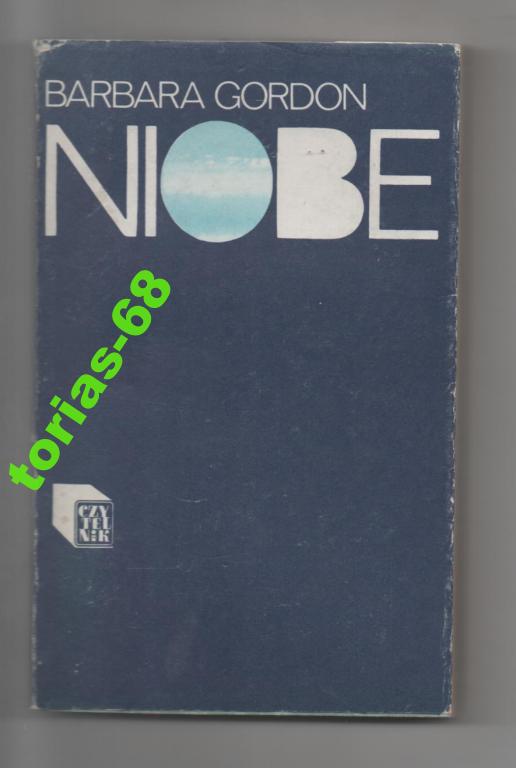 BARBARA GORDON
NIOBE
torias-68
CZY
TEL
NiK